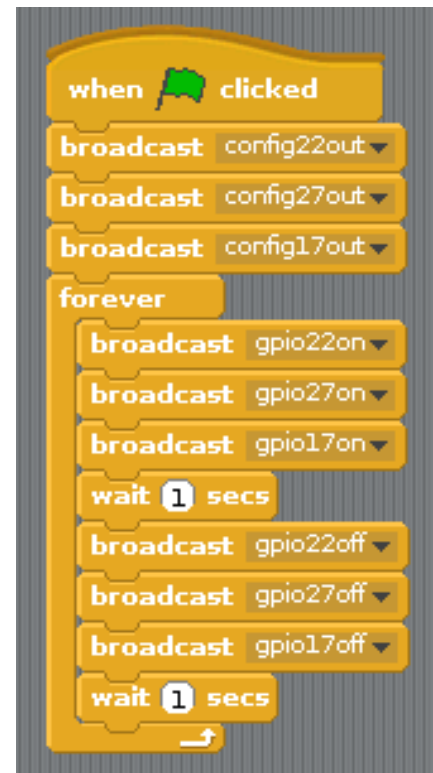 when clicked
broadcast config22out
broadcast config27out
broadcast config17out
forever
broadcast gpio22on
broadcast gpio27on
broadcast gpio17on
wait 1 secs
broadcast gpio22off
broadcast gpio27off
broadcast gpio17off
wait 1 secs